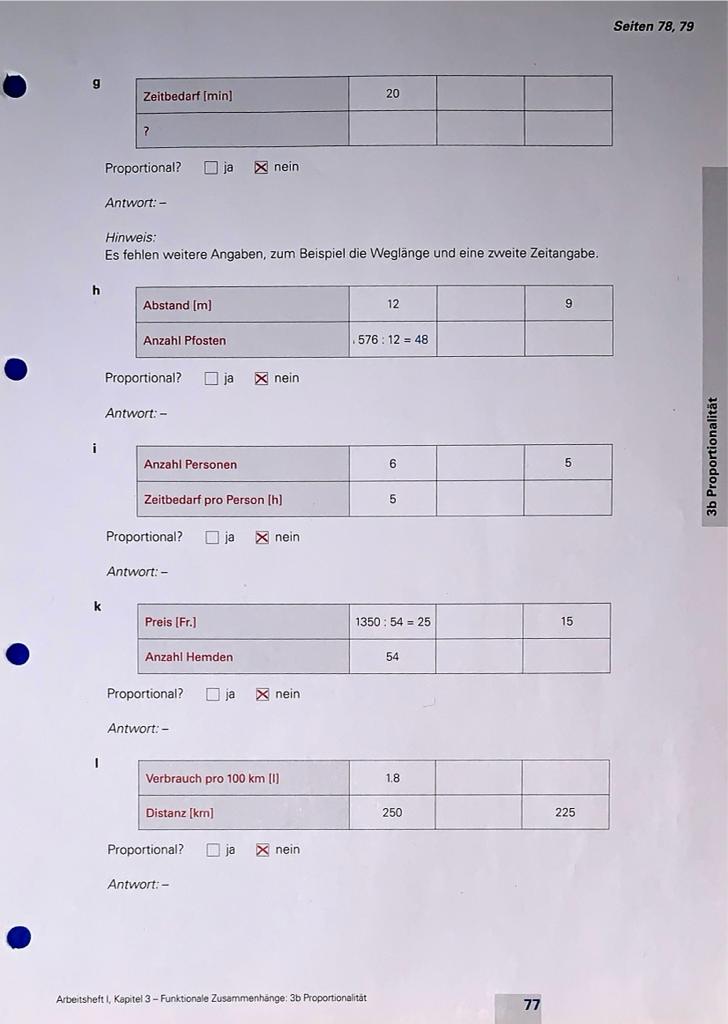 Seiten 78, 79
g
Zeitbedarf [min] 20
?
Proportional? ja nein
Antwort: –
Hinweis:
Es fehlen weitere Angaben, zum Beispiel die Weglänge und eine zweite Zeitangabe.
h
Abstand [m] 12 9
Anzahl Pfosten 576 : 12 = 48
Proportional? ja nein
Antwort: –
i
Anzahl Personen 6 5
Zeitbedarf pro Person [h] 5
Proportional? ja nein
Antwort: –
k
Preis [Fr.] 1350 : 54 = 25 15
Anzahl Hemden 54
Proportional? ja nein
Antwort: –
l
Verbrauch pro 100 km [l] 1.8
Distanz [km] 250 225
Proportional? ja nein
Antwort: –
3b Proportionalität
Arbeitsheft I, Kapitel 3 – Funktionale Zusammenhänge: 3b Proportionalität
77